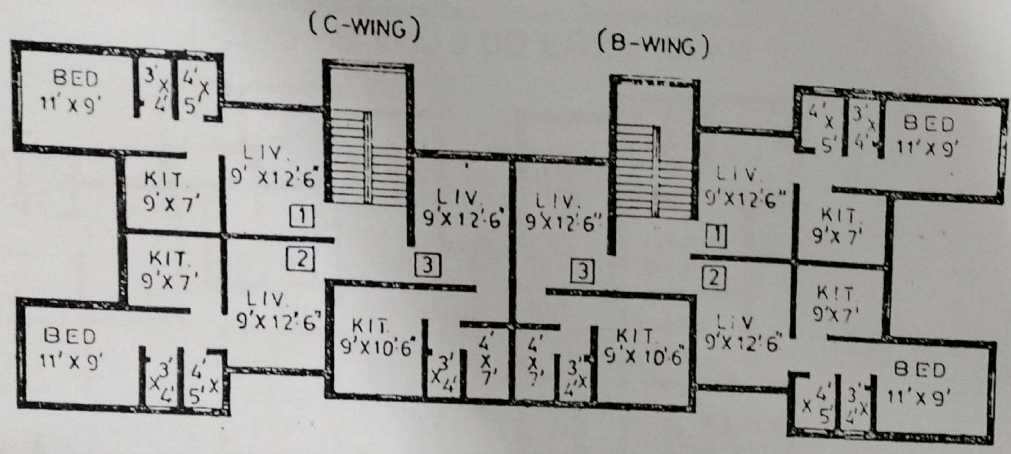 (C-WING)
(B-WING)
BED
11' X 9'
3'
X
4'
4'
X
5'
LIV.
9' X 12'-6"
KIT.
9' X 7'
1
KIT.
9' X 7'
2
LIV.
9' X 12'-6"
BED
11' X 9'
3'
X
4'
4'
X
5'
LIV.
9' X 12'-6"
3
KIT.
9' X 10'-6"
3'
X
4'
4'
X
7'
LIV.
9' X 12'-6"
3
KIT.
9' X 10'-6"
4'
X
7'
3'
X
4'
4'
X
5'
3'
X
4'
BED
11' X 9'
LIV.
9' X 12'-6"
KIT.
9' X 7'
1
2
KIT.
9' X 7'
LIV
9' X 12'-6"
BED
11' X 9'
4'
X
5'
3'
X
4'